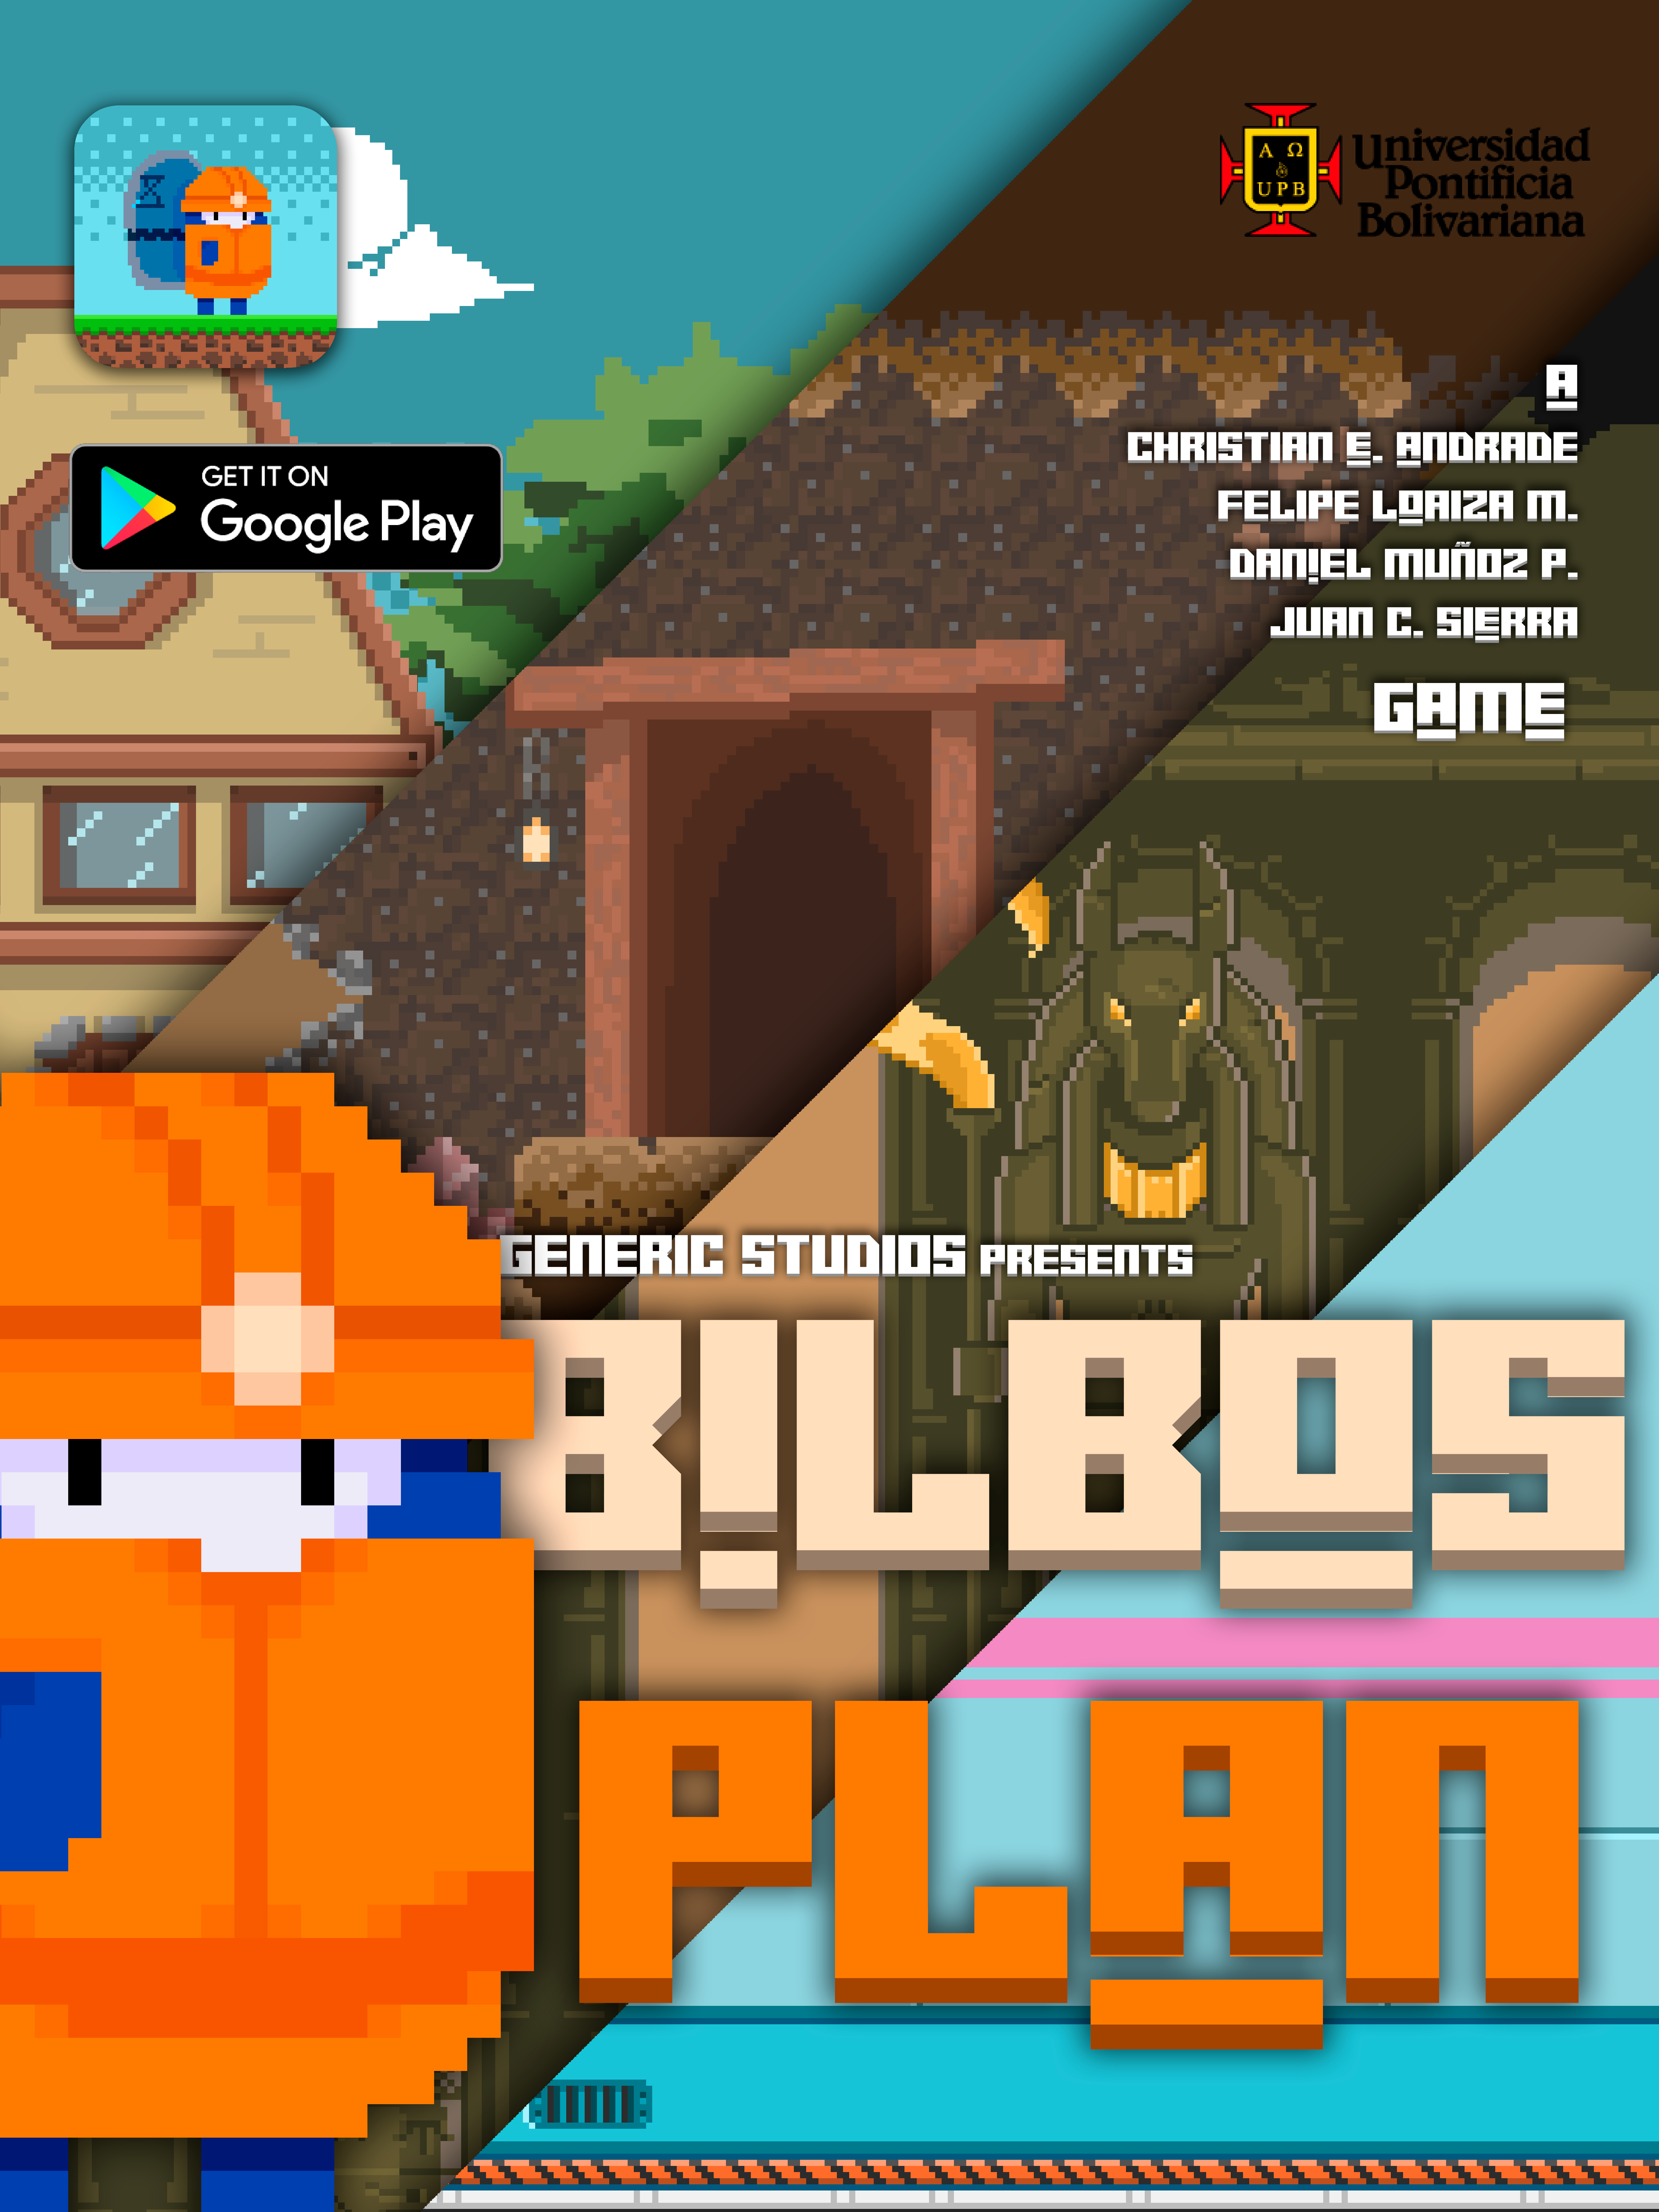 Α Ω
UPB
Universidad
Pontificia
Bolivariana
GET IT ON
Google Play
A
CHRISTIAN E. ANDRADE
FELIPE LOAIZA M.
DANIEL MUÑOZ P.
JUAN C. SIERRA
GAME
GENERIC STUDIOS PRESENTS
BILBOS
PLAN